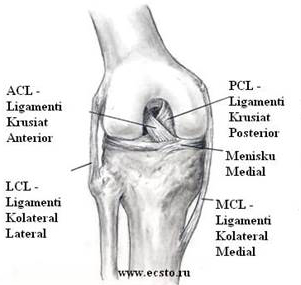 ACL -
Ligamenti
Krusiat
Anterior
LCL -
Ligamenti
Kolateral
Lateral
PCL -
Ligamenti
Krusiat
Posterior
Menisku
Medial
MCL -
Ligamenti
Kolateral
Medial
www.ecsto.ru